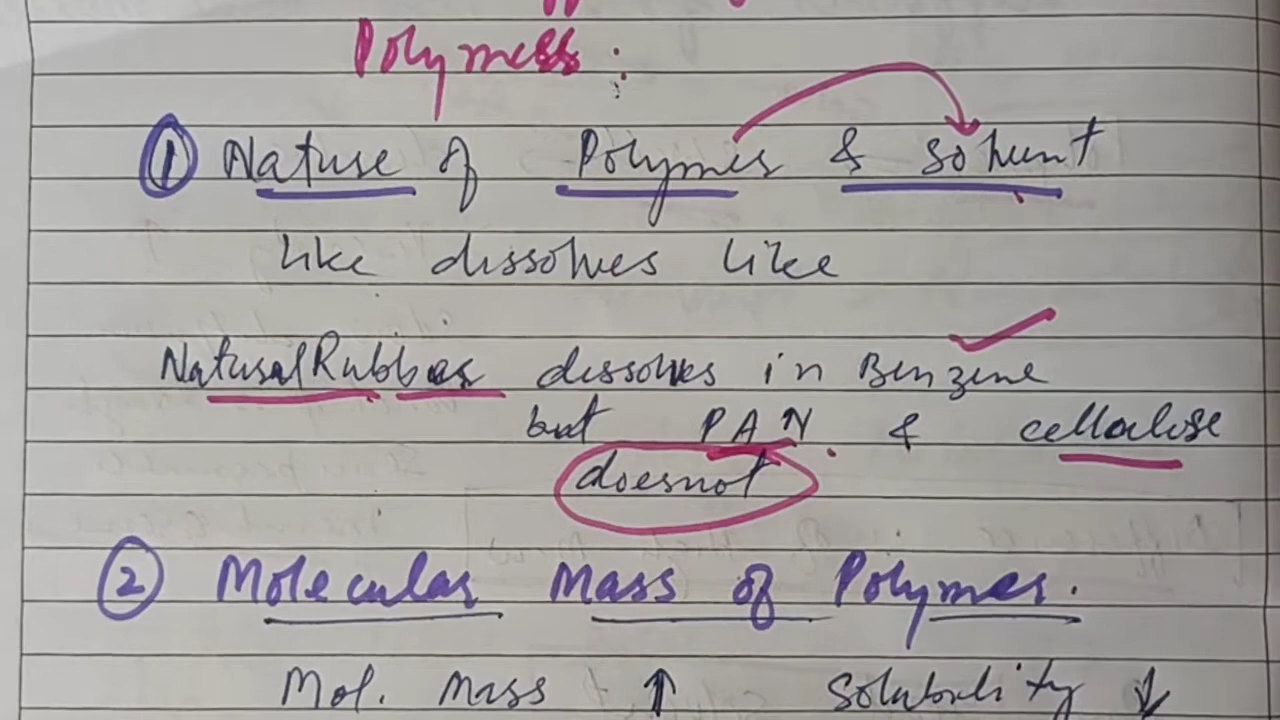 Polymers :
① Nature of Polymer & Solvent
like dissolves like
Natural Rubber dissolves in Benzene
but PAN & cellulose
doesnot
② Molecular Mass of Polymer.
Mol. Mass ↑ Solubility ↓